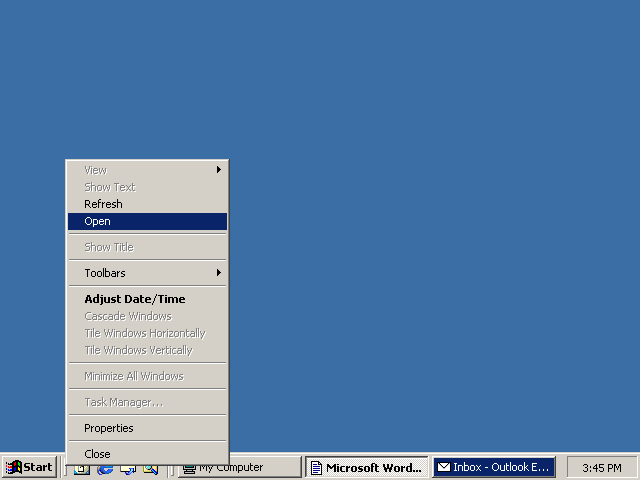 View
Show Text
Refresh
Open
Show Title
Toolbars
Adjust Date/Time
Cascade Windows
Tile Windows Horizontally
Tile Windows Vertically
Minimize All Windows
Task Manager...
Properties
Close
Start
My Computer
Microsoft Word...
Inbox - Outlook E...
3:45 PM